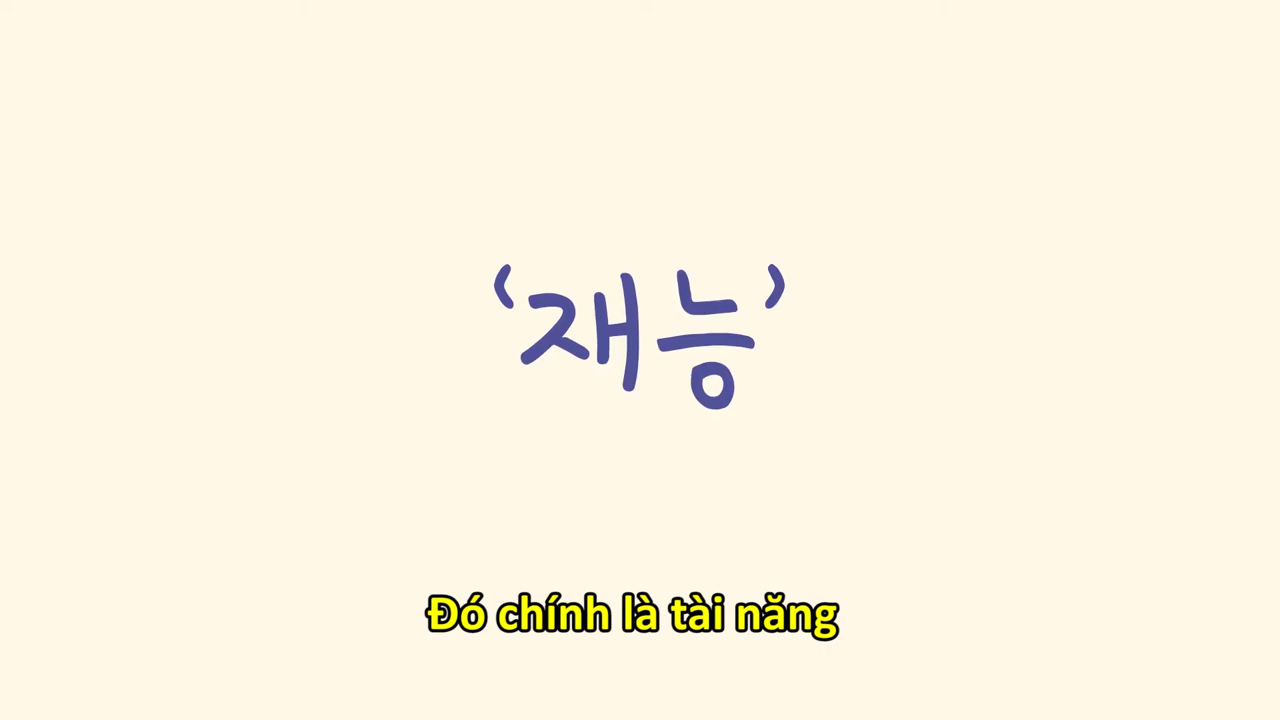 ‘재능’
Đó chính là tài năng